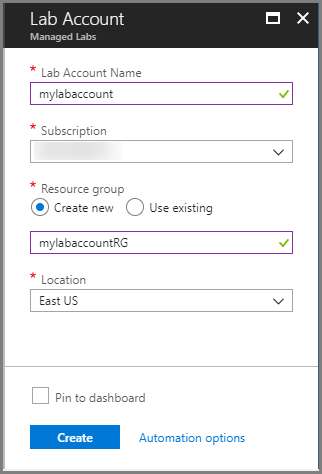 Lab Account
Managed Labs
* Lab Account Name
mylabaccount
* Subscription
* Resource group
Create new Use existing
mylabaccountRG
* Location
East US
Pin to dashboard
Create Automation options